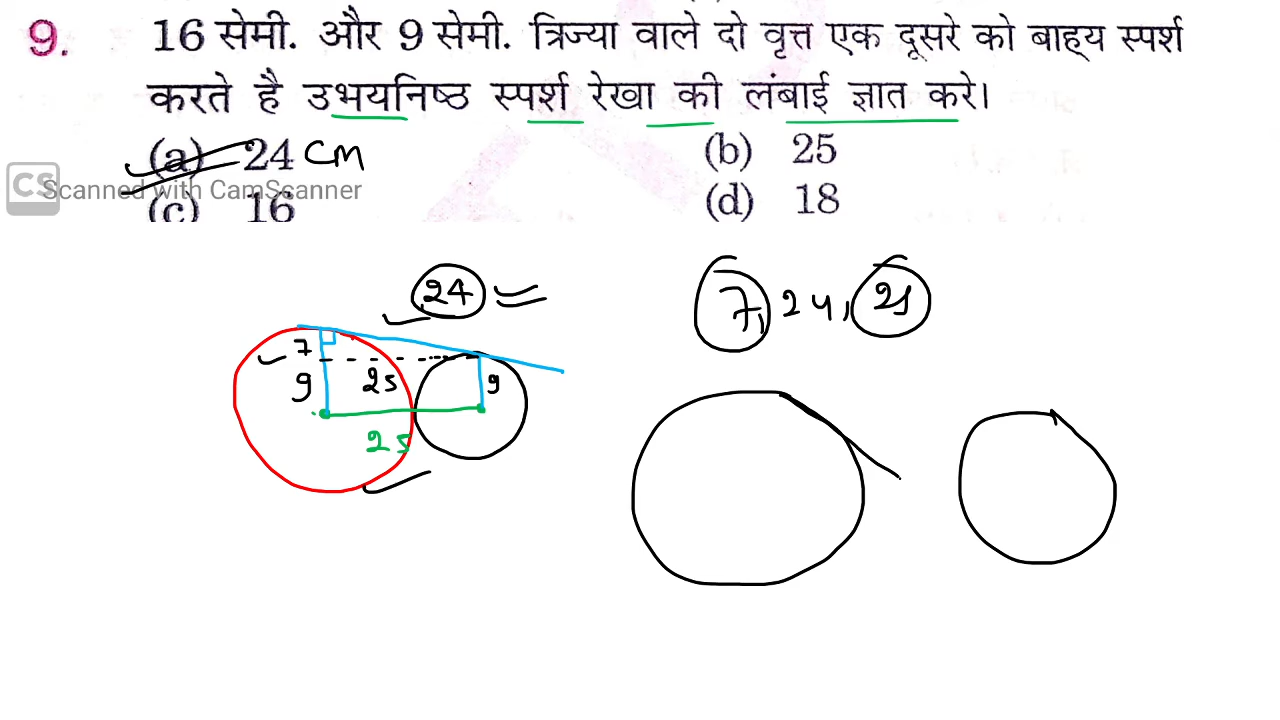 9. 16 सेमी. और 9 सेमी. त्रिज्या वाले दो वृत्त एक दूसरे को बाह्य स्पर्श
करते है उभयनिष्ठ स्पर्श रेखा की लंबाई ज्ञात करे।
(a) 24 CM (b) 25
CS Scanned with CamScanner
(c) 16 (d) 18
24 7, 24, 25
7
9 25 9
25